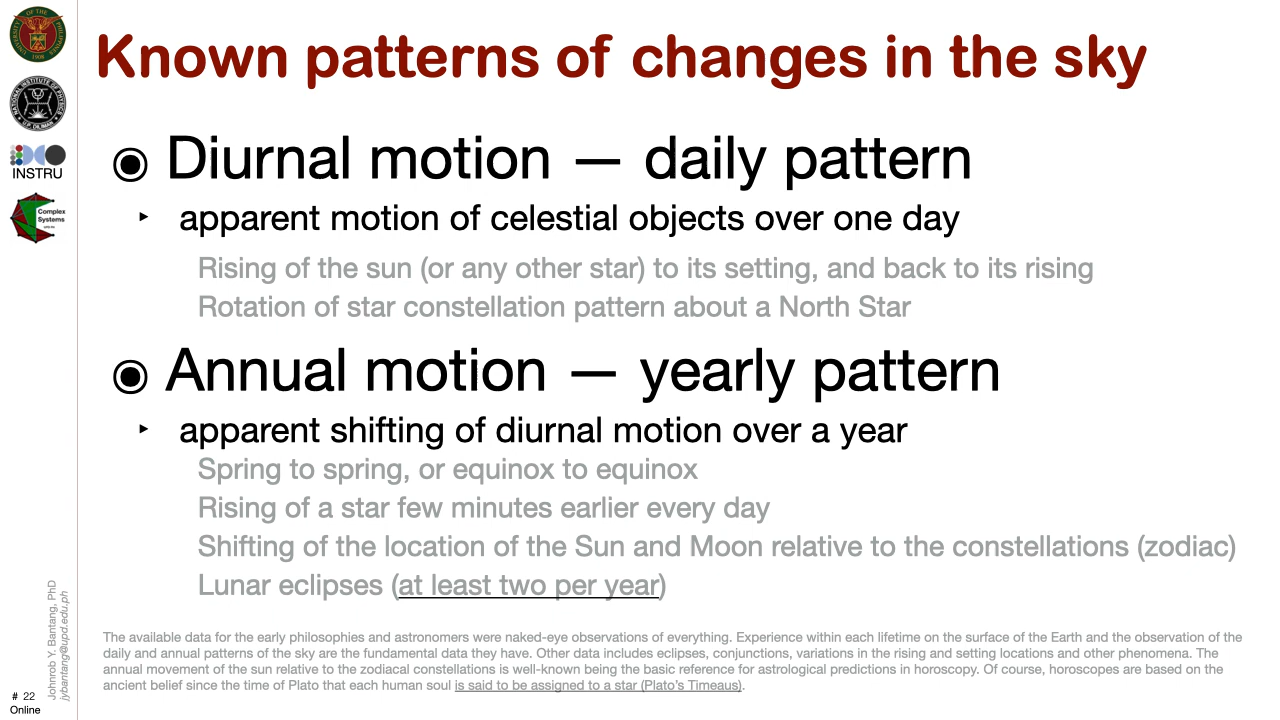 Known patterns of changes in the sky
◉ Diurnal motion — daily pattern
‣ apparent motion of celestial objects over one day
Rising of the sun (or any other star) to its setting, and back to its rising
Rotation of star constellation pattern about a North Star
◉ Annual motion — yearly pattern
‣ apparent shifting of diurnal motion over a year
Spring to spring, or equinox to equinox
Rising of a star few minutes earlier every day
Shifting of the location of the Sun and Moon relative to the constellations (zodiac)
Lunar eclipses (at least two per year)
The available data for the early philosophies and astronomers were naked-eye observations of everything. Experience within each lifetime on the surface of the Earth and the observation of the
daily and annual patterns of the sky are the fundamental data they have. Other data includes eclipses, conjunctions, variations in the rising and setting locations and other phenomena. The
annual movement of the sun relative to the zodiacal constellations is well-known being the basic reference for astrological predictions in horoscopy. Of course, horoscopes are based on the
ancient belief since the time of Plato that each human soul is said to be assigned to a star (Plato's Timeaus).
INSTRU
Complex
Systems
Johnrob Y. Bantang, PhD
jybantang@upd.edu.ph
# 22
Online